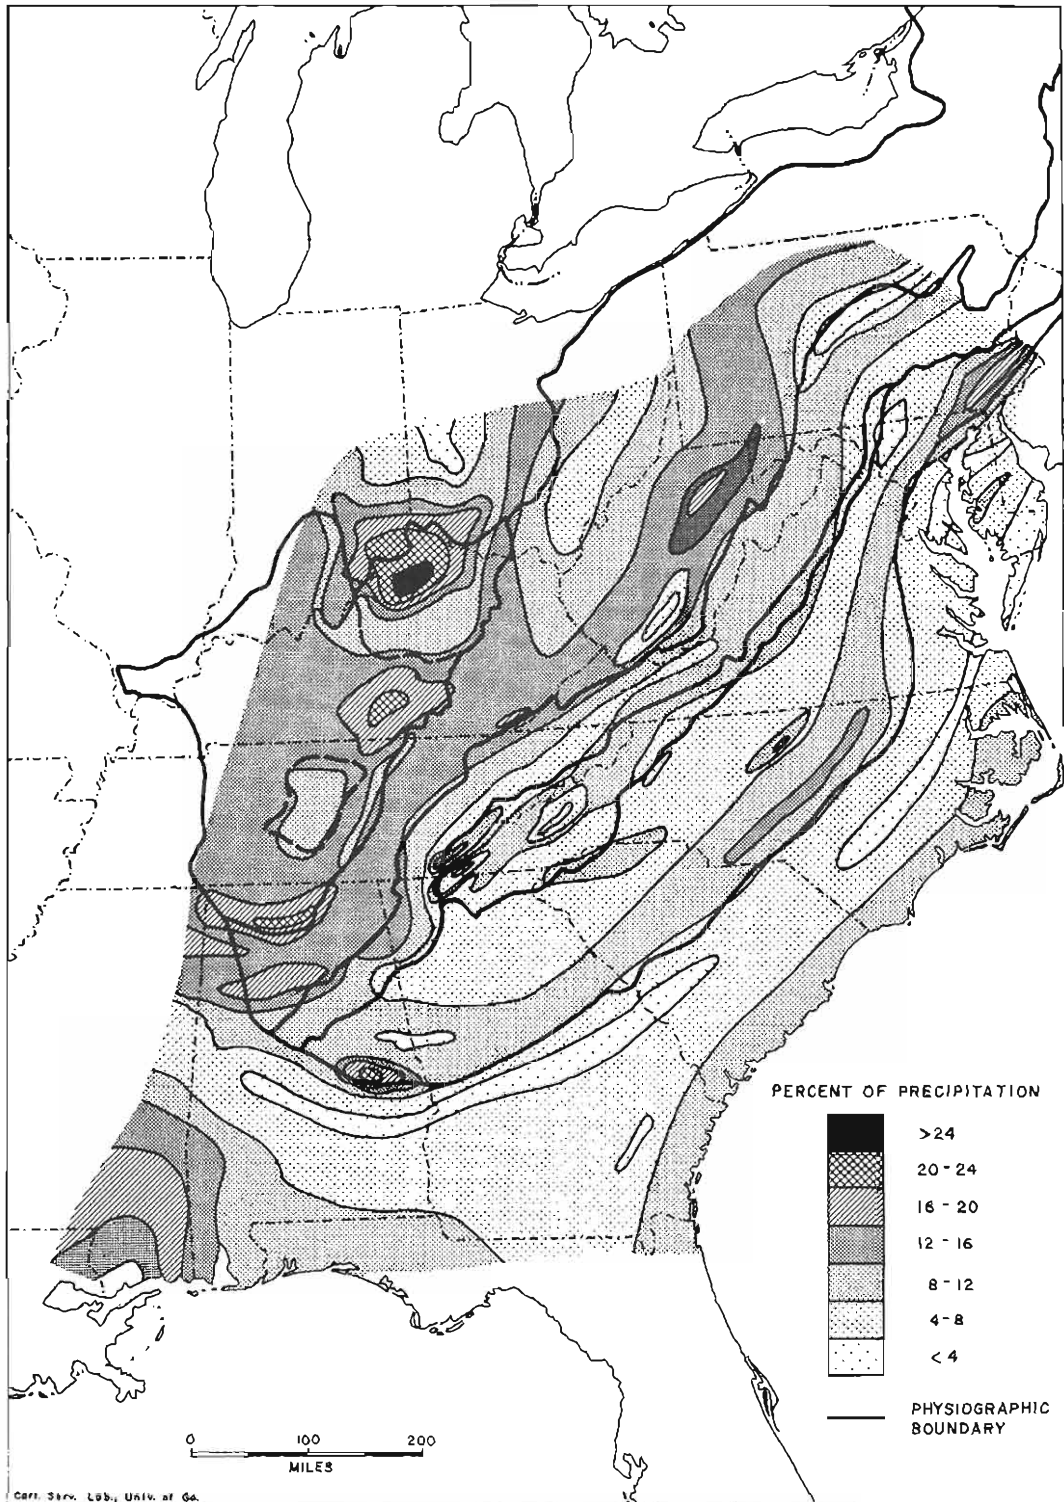 PERCENT OF PRECIPITATION
>24
20-24
16-20
12-16
8-12
4-8
<4
PHYSIOGRAPHIC
BOUNDARY
0 100 200
MILES
Cart. Serv. Lab., Univ. of Ga.